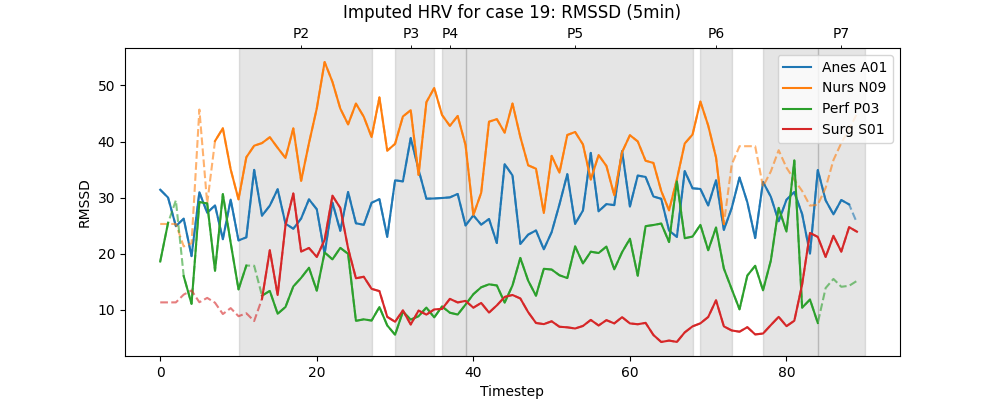 Imputed HRV for case 19: RMSSD (5min)
P2 P3 P4 P5 P6 P7
Anes A01
Nurs N09
Perf P03
Surg S01
RMSSD
50
40
30
20
10
0 20 40 60 80
Timestep